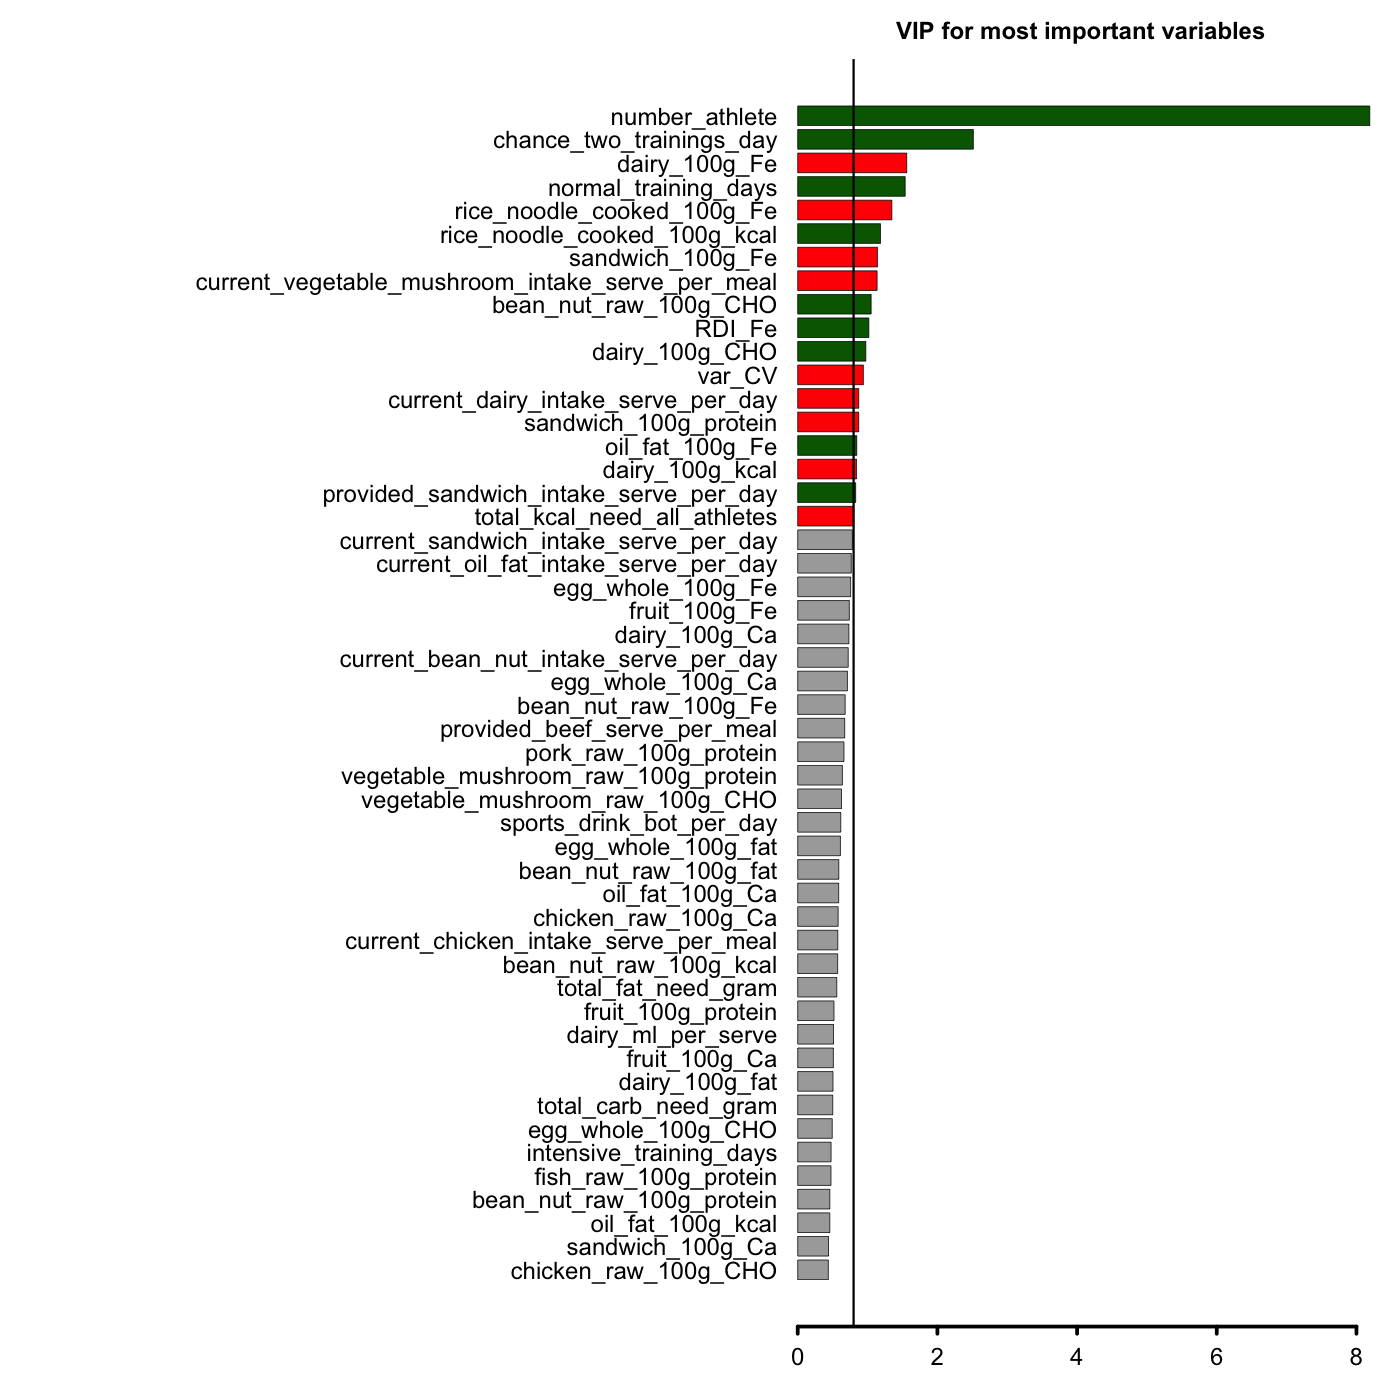 VIP for most important variables
number_athlete
chance_two_trainings_day
dairy_100g_Fe
normal_training_days
rice_noodle_cooked_100g_Fe
rice_noodle_cooked_100g_kcal
sandwich_100g_Fe
current_vegetable_mushroom_intake_serve_per_meal
bean_nut_raw_100g_CHO
RDI_Fe
dairy_100g_CHO
var_CV
current_dairy_intake_serve_per_day
sandwich_100g_protein
oil_fat_100g_Fe
dairy_100g_kcal
provided_sandwich_intake_serve_per_day
total_kcal_need_all_athletes
current_sandwich_intake_serve_per_day
current_oil_fat_intake_serve_per_day
egg_whole_100g_Fe
fruit_100g_Fe
dairy_100g_Ca
current_bean_nut_intake_serve_per_day
egg_whole_100g_Ca
bean_nut_raw_100g_Fe
provided_beef_serve_per_meal
pork_raw_100g_protein
vegetable_mushroom_raw_100g_protein
vegetable_mushroom_raw_100g_CHO
sports_drink_bot_per_day
egg_whole_100g_fat
bean_nut_raw_100g_fat
oil_fat_100g_Ca
chicken_raw_100g_Ca
current_chicken_intake_serve_per_meal
bean_nut_raw_100g_kcal
total_fat_need_gram
fruit_100g_protein
dairy_ml_per_serve
fruit_100g_Ca
dairy_100g_fat
total_carb_need_gram
egg_whole_100g_CHO
intensive_training_days
fish_raw_100g_protein
bean_nut_raw_100g_protein
oil_fat_100g_kcal
sandwich_100g_Ca
chicken_raw_100g_CHO
0 2 4 6 8